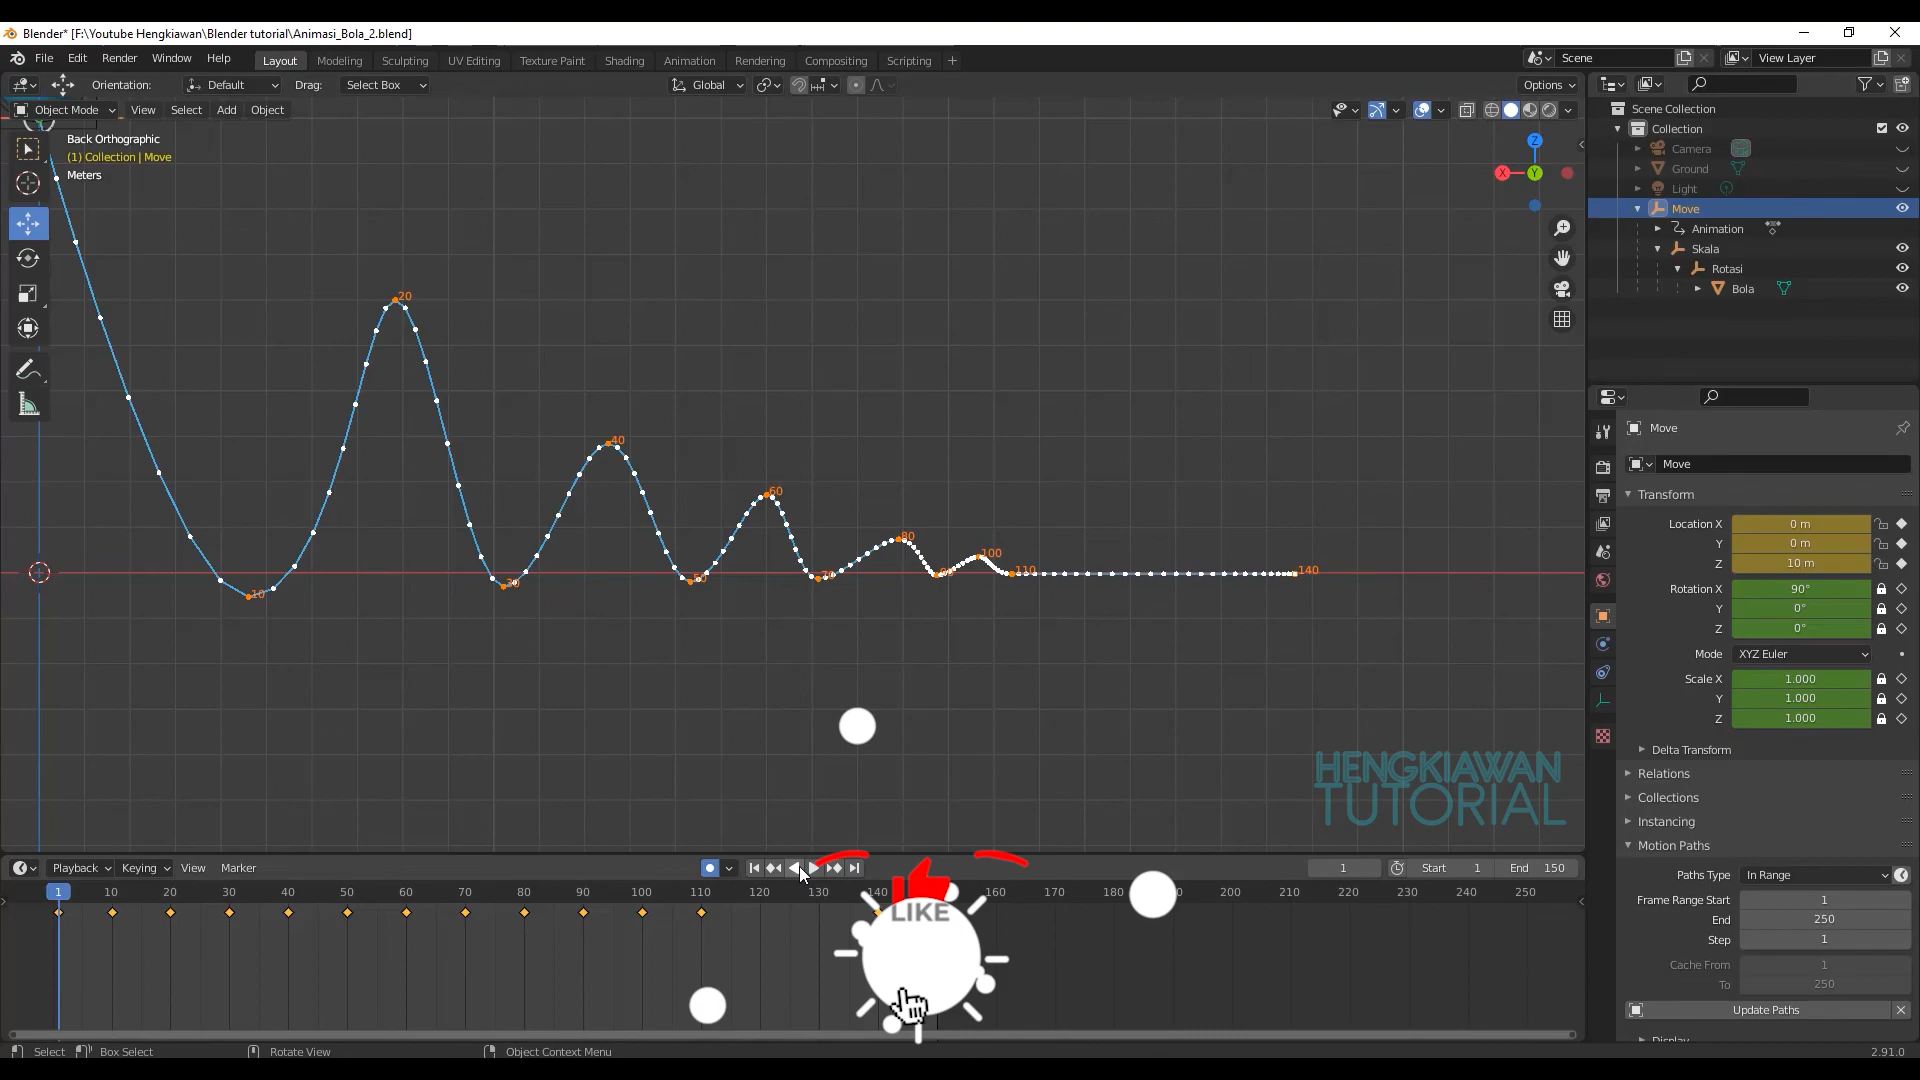 Blender* [F:\Youtube Hengkiawan\Blender tutorial\Animasi_Bola_2.blend]
File Edit Render Window Help Layout Modeling Sculpting UV Editing Texture Paint Shading Animation Rendering Compositing Scripting + Scene View Layer
Orientation: Default Drag: Select Box Global Options
Object Mode View Select Add Object
Back Orthographic
(1) Collection | Move
Meters
Z
X Y
20
40
60
80
100
10 30 50 70 90 110 140
HENGKIAWAN
TUTORIAL
Scene Collection
Collection
Camera
Ground
Light
Move
Animation
Skala
Rotasi
Bola
Move
Move
Transform
Location X 0 m
Y 0 m
Z 10 m
Rotation X 90°
Y 0°
Z 0°
Mode XYZ Euler
Scale X 1.000
Y 1.000
Z 1.000
Delta Transform
Relations
Collections
Instancing
Motion Paths
Paths Type In Range
Frame Range Start 1
End 250
Step 1
Cache From 1
To 250
Update Paths
Display
Playback Keying View Marker 1 Start 1 End 150
1 10 20 30 40 50 60 70 80 90 100 110 120 130 140 160 170 180 190 200 210 220 230 240 250
LIKE
Select Box Select Rotate View Object Context Menu 2.91.0